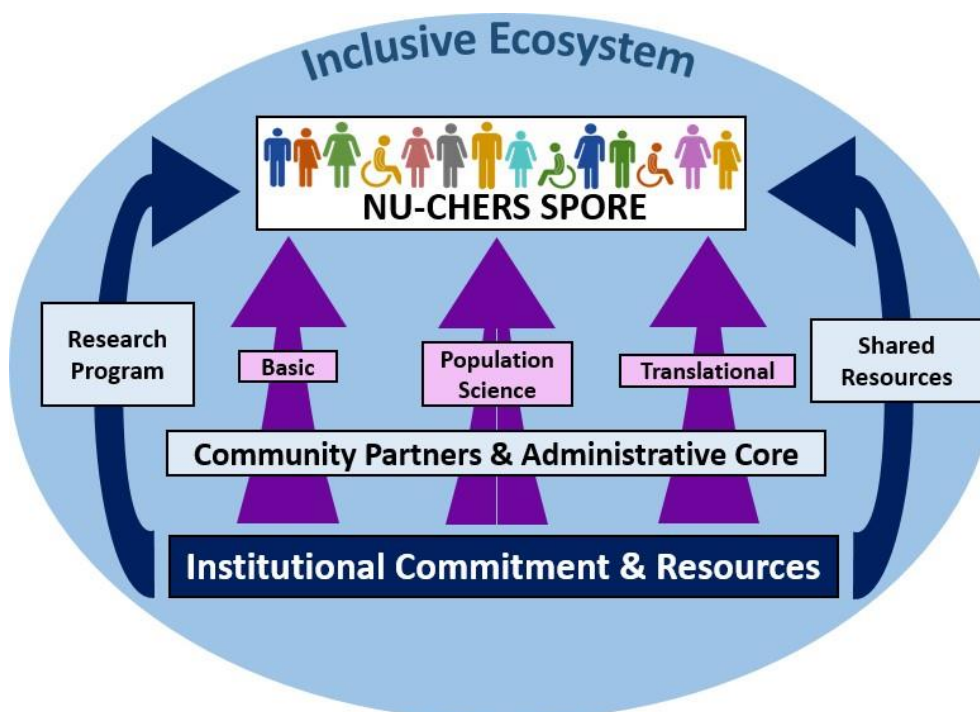 Inclusive Ecosystem
NU-CHERS SPORE
Research
Program
Basic
Population
Science
Translational
Shared
Resources
Community Partners & Administrative Core
Institutional Commitment & Resources